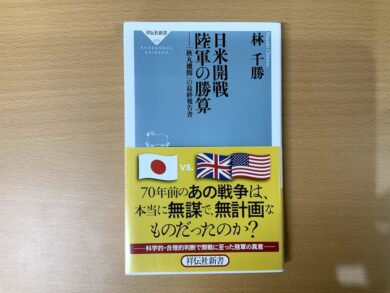 祥伝社新書
SHODENSHA
SHINSHO
日米開戦
陸軍の勝算
──「秋丸機関」の最終報告書
林 千勝
Hayashi Chikatsu
VS.
70年前のあの戦争は、
本当に無謀で、無計画な
ものだったのか?
──科学的・合理的判断で開戦に至った陸軍の真意──
祥伝社新書